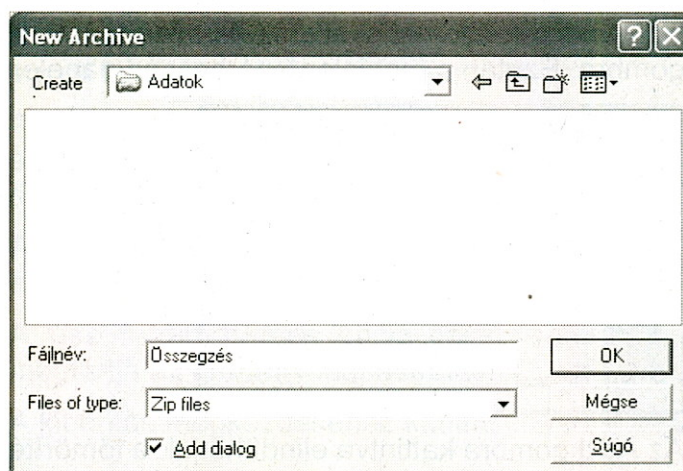 New Archive
Create Adatok
Fájlnév: Összegzés OK
Files of type: Zip files Mégse
Add dialog Súgó